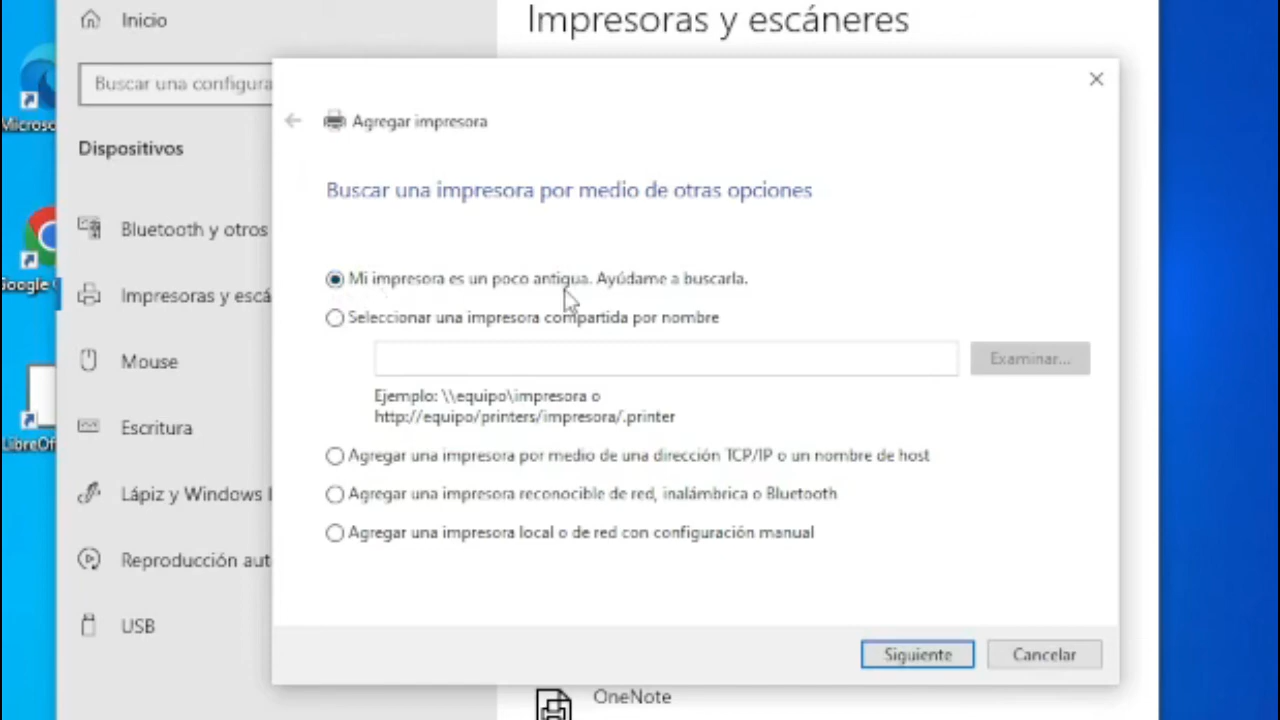 Inicio
Impresoras y escáneres
Buscar una configura
Agregar impresora
Microso
Dispositivos
Buscar una impresora por medio de otras opciones
Bluetooth y otros
Google
Mi impresora es un poco antigua. Ayúdame a buscarla.
Impresoras y escá
Seleccionar una impresora compartida por nombre
Mouse
Examinar...
Ejemplo: \\equipo\impresora o
http://equipo/printers/impresora/.printer
Escritura
LibreOf
Agregar una impresora por medio de una dirección TCP/IP o un nombre de host
Lápiz y Windows I
Agregar una impresora reconocible de red, inalámbrica o Bluetooth
Agregar una impresora local o de red con configuración manual
Reproducción aut
USB
Siguiente
Cancelar
OneNote